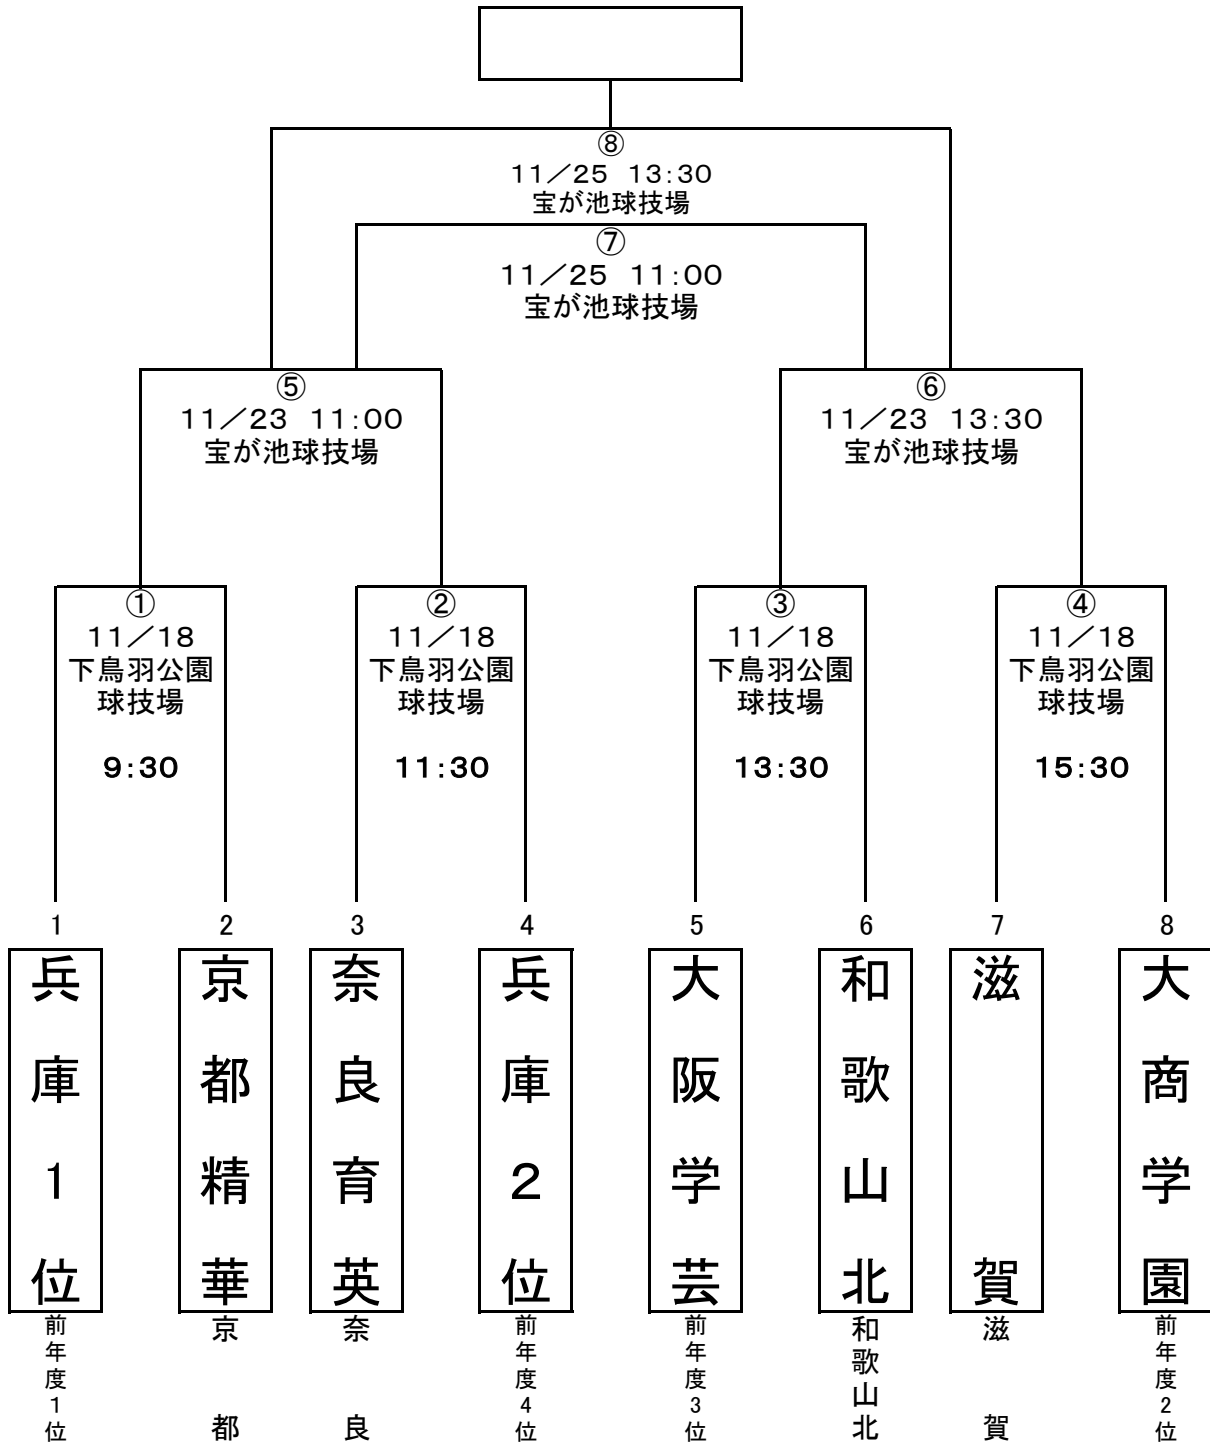 ⑧
11／25 13:30
宝が池球技場
⑦
11／25 11:00
宝が池球技場
⑤
11／23 11:00
宝が池球技場
⑥
11／23 13:30
宝が池球技場
①
11／18
下鳥羽公園
球技場
9:30
②
11／18
下鳥羽公園
球技場
11:30
③
11／18
下鳥羽公園
球技場
13:30
④
11／18
下鳥羽公園
球技場
15:30
1
2
3
4
5
6
7
8
兵庫1位
京都精華
奈良育英
兵庫2位
大阪学芸
和歌山北
滋賀
大商学園
前年度1位
京都
奈良
前年度4位
前年度3位
和歌山北
滋賀
前年度2位